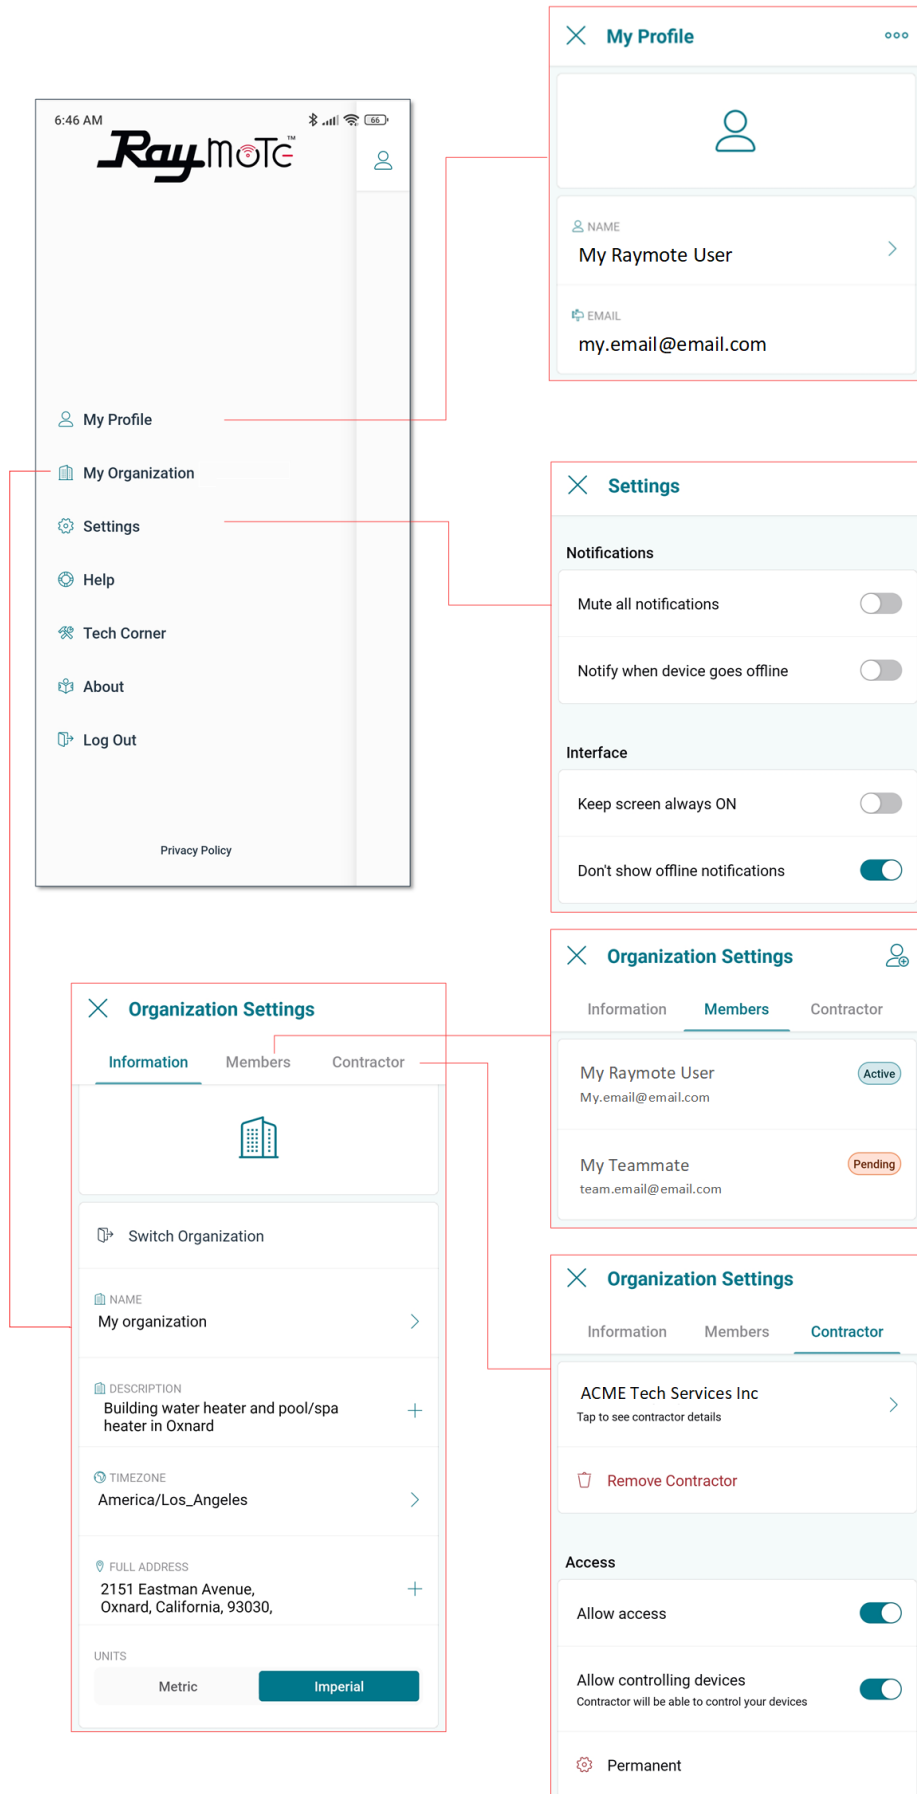 6:46 AM
66
Raymote™
My Profile
My Organization
Settings
Help
Tech Corner
About
Log Out
Privacy Policy
My Profile
NAME
My Raymote User
EMAIL
my.email@email.com
Settings
Notifications
Mute all notifications
Notify when device goes offline
Interface
Keep screen always ON
Don't show offline notifications
Organization Settings
Information Members Contractor
My Raymote User
Active
My.email@email.com
My Teammate
Pending
team.email@email.com
Organization Settings
Information Members Contractor
Switch Organization
NAME
My organization
DESCRIPTION
Building water heater and pool/spa
heater in Oxnard
TIMEZONE
America/Los_Angeles
FULL ADDRESS
2151 Eastman Avenue,
Oxnard, California, 93030,
UNITS
Metric Imperial
Organization Settings
Information Members Contractor
ACME Tech Services Inc
Tap to see contractor details
Remove Contractor
Access
Allow access
Allow controlling devices
Contractor will be able to control your devices
Permanent